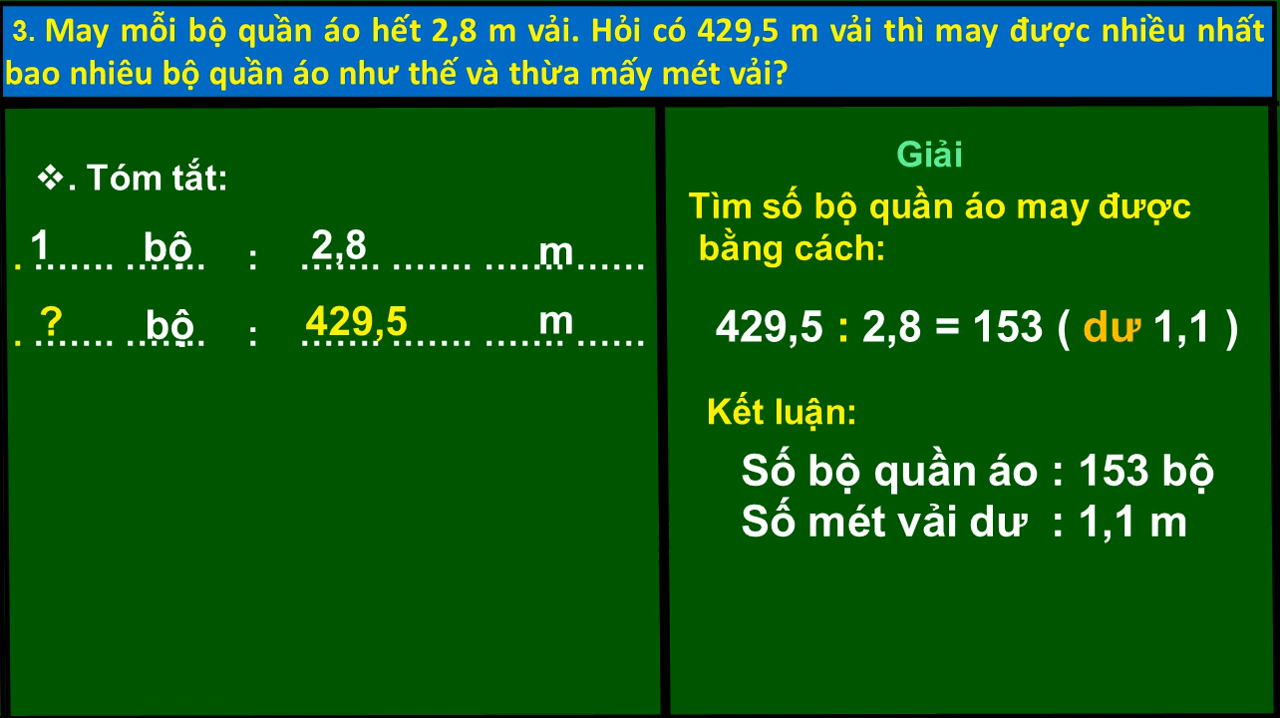 3. May mỗi bộ quần áo hết 2,8 m vải. Hỏi có 429,5 m vải thì may được nhiều nhất
bao nhiêu bộ quần áo như thế và thừa mấy mét vải?
❖. Tóm tắt:
. 1 bộ : 2,8 m
. ? bộ : 429,5 m
Giải
Tìm số bộ quần áo may được
bằng cách:
429,5 : 2,8 = 153 ( dư 1,1 )
Kết luận:
Số bộ quần áo : 153 bộ
Số mét vải dư : 1,1 m